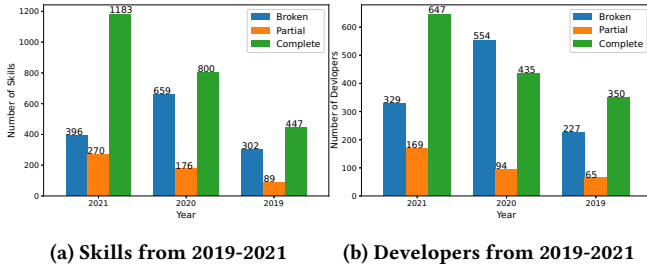 1200
1000
800
600
400
200
0
Number of Skills
396
270
1183
659
176
800
302
89
447
Broken
Partial
Complete
2021 2020 2019
Year
(a) Skills from 2019-2021
600
500
400
300
200
100
0
Number of Devlopers
329
169
647
554
94
435
227
65
350
Broken
Partial
Complete
2021 2020 2019
Year
(b) Developers from 2019-2021